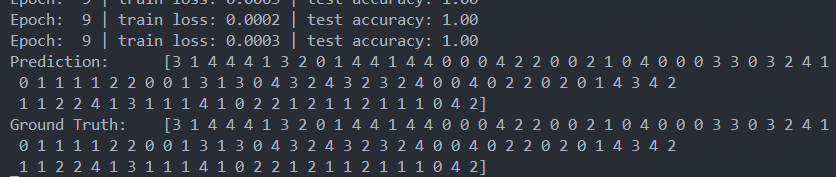 Epoch:  9 | train loss: 0.0003 | test accuracy: 1.00
Epoch:  9 | train loss: 0.0002 | test accuracy: 1.00
Epoch:  9 | train loss: 0.0003 | test accuracy: 1.00
Prediction:     [3 1 4 4 4 1 3 2 0 1 4 4 1 4 4 0 0 0 4 2 2 0 0 2 1 0 4 0 0 0 3 3 0 3 2 4 1
 0 1 1 1 1 2 2 0 0 1 3 1 3 0 4 3 2 4 3 2 3 2 4 0 0 4 0 2 2 0 2 0 1 4 3 4 2
 1 1 2 2 4 1 3 1 1 1 4 1 0 2 2 1 2 1 1 2 1 1 1 0 4 2]
Ground Truth:   [3 1 4 4 4 1 3 2 0 1 4 4 1 4 4 0 0 0 4 2 2 0 0 2 1 0 4 0 0 0 3 3 0 3 2 4 1
 0 1 1 1 1 2 2 0 0 1 3 1 3 0 4 3 2 4 3 2 3 2 4 0 0 4 0 2 2 0 2 0 1 4 3 4 2
 1 1 2 2 4 1 3 1 1 1 4 1 0 2 2 1 2 1 1 2 1 1 1 0 4 2]